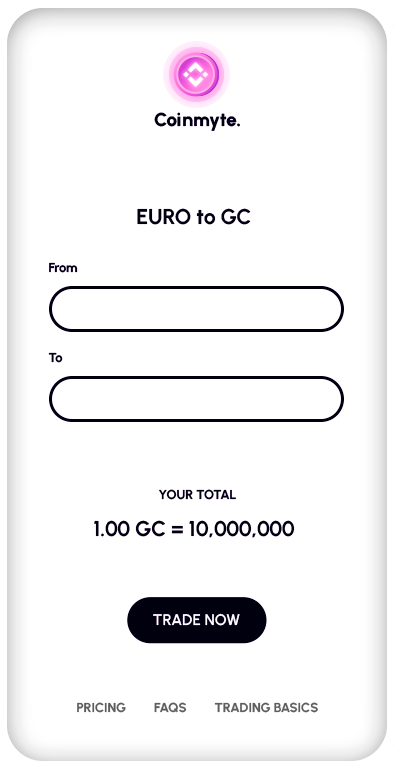 Coinmyte.
EURO to GC
From
To
YOUR TOTAL
1.00 GC = 10,000,000
TRADE NOW
PRICING FAQS TRADING BASICS